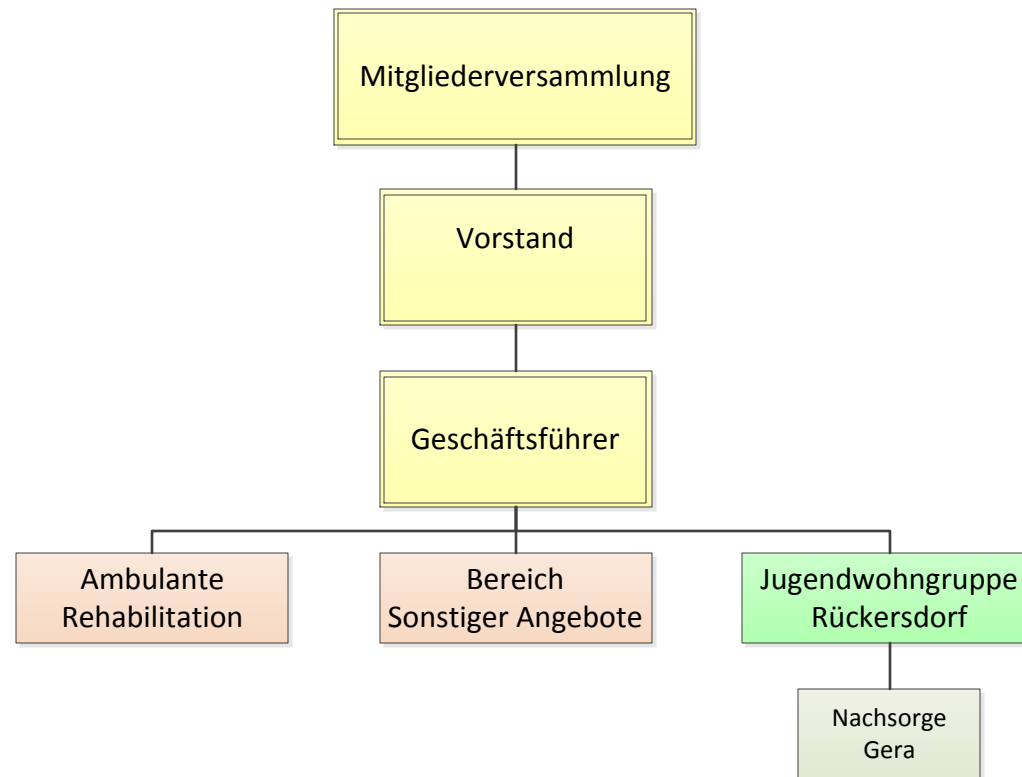 Mitgliederversammlung
Vorstand
Geschäftsführer
Ambulante
Rehabilitation
Bereich
Sonstiger Angebote
Jugendwohngruppe
Rückersdorf
Nachsorge
Gera